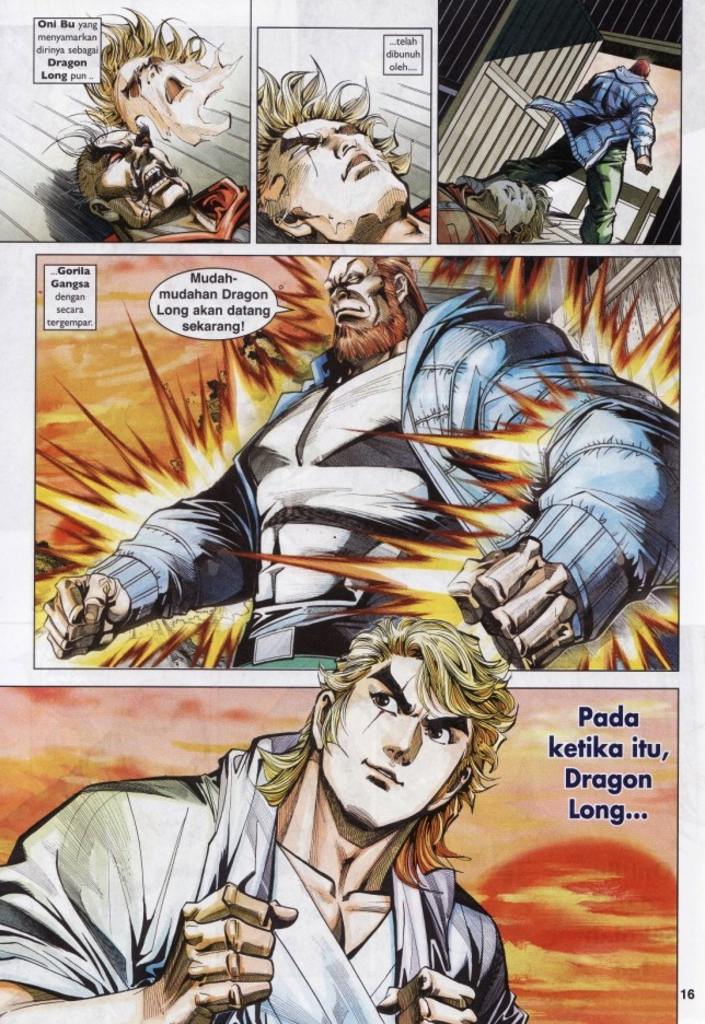 Oni Bu yang
menyamarkan
dirinya sebagai
Dragon
Long pun ..
...telah
dibunuh
oleh....
...Gorila
Gangsa
dengan
secara
tergempar.
Mudah-
mudahan Dragon
Long akan datang
sekarang!
Pada
ketika itu,
Dragon
Long...
16